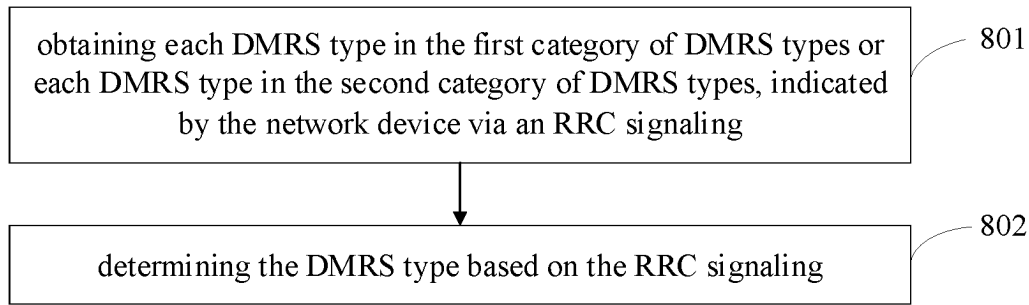 obtaining each DMRS type in the first category of DMRS types or
each DMRS type in the second category of DMRS types, indicated
by the network device via an RRC signaling
801
determining the DMRS type based on the RRC signaling
802